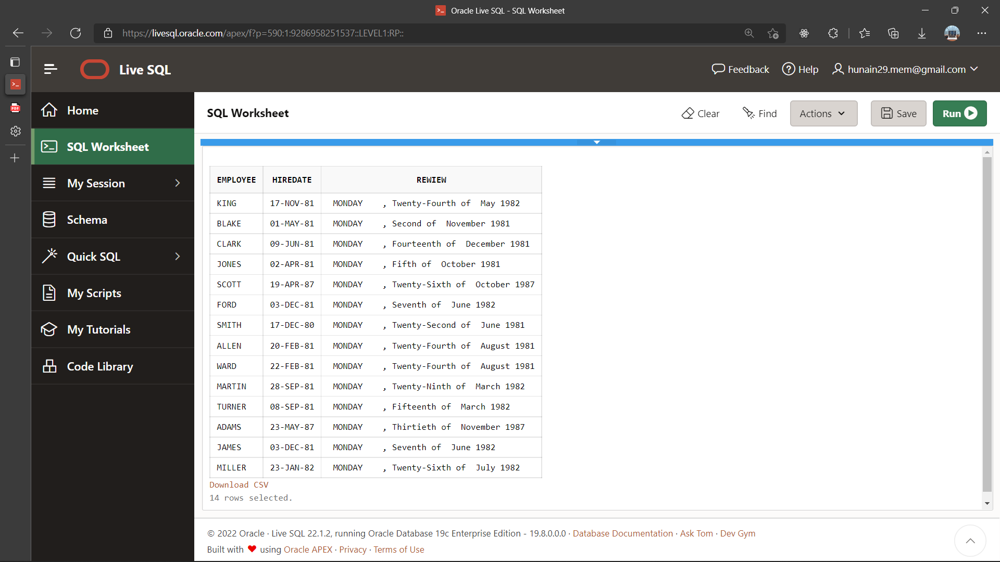 Oracle Live SQL - SQL Worksheet
https://livesql.oracle.com/apex/f?p=590:1:9286958251537::LEVEL1:RP::
Live SQL
Feedback
Help
hunain29.mem@gmail.com
PDF
Home
SQL Worksheet
My Session
Schema
Quick SQL
My Scripts
My Tutorials
Code Library
SQL Worksheet
Clear
Find
Actions
Save
Run
EMPLOYEE HIREDATE REWIEW
KING 17-NOV-81 MONDAY , Twenty-Fourth of May 1982
BLAKE 01-MAY-81 MONDAY , Second of November 1981
CLARK 09-JUN-81 MONDAY , Fourteenth of December 1981
JONES 02-APR-81 MONDAY , Fifth of October 1981
SCOTT 19-APR-87 MONDAY , Twenty-Sixth of October 1987
FORD 03-DEC-81 MONDAY , Seventh of June 1982
SMITH 17-DEC-80 MONDAY , Twenty-Second of June 1981
ALLEN 20-FEB-81 MONDAY , Twenty-Fourth of August 1981
WARD 22-FEB-81 MONDAY , Twenty-Fourth of August 1981
MARTIN 28-SEP-81 MONDAY , Twenty-Ninth of March 1982
TURNER 08-SEP-81 MONDAY , Fifteenth of March 1982
ADAMS 23-MAY-87 MONDAY , Thirtieth of November 1987
JAMES 03-DEC-81 MONDAY , Seventh of June 1982
MILLER 23-JAN-82 MONDAY , Twenty-Sixth of July 1982
Download CSV
14 rows selected.
© 2022 Oracle · Live SQL 22.1.2, running Oracle Database 19c Enterprise Edition - 19.8.0.0.0 · Database Documentation · Ask Tom · Dev Gym
Built with ❤ using Oracle APEX · Privacy · Terms of Use